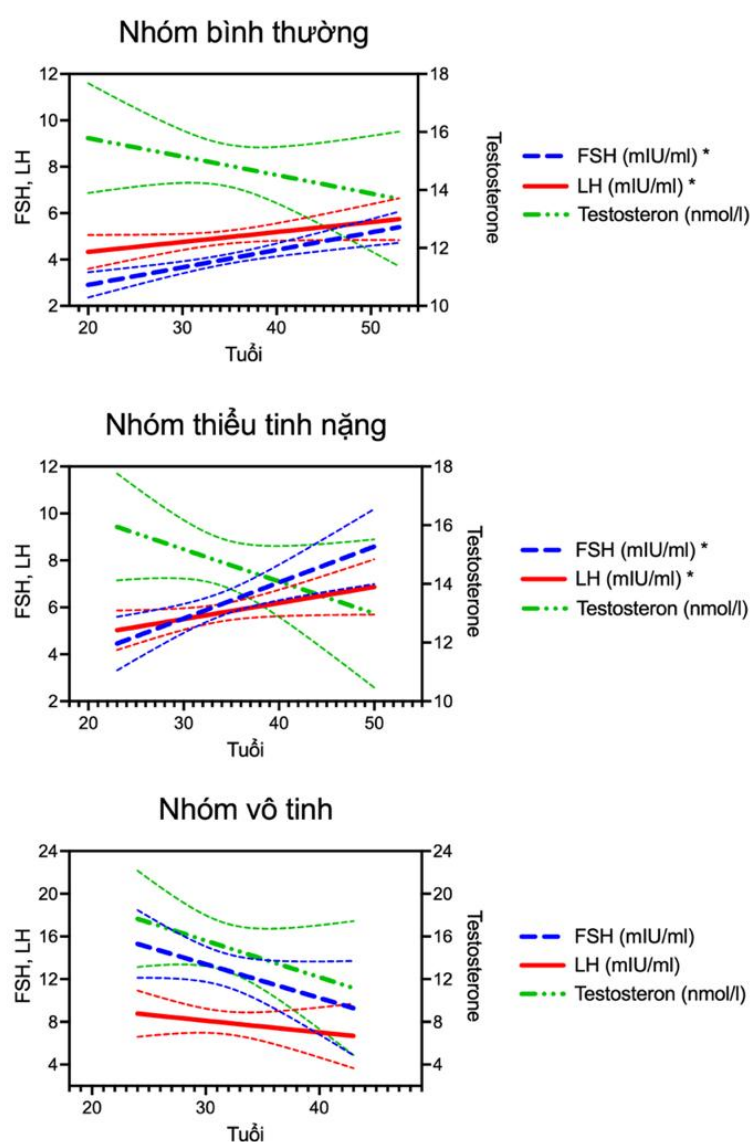 Nhóm bình thường
12
10
8
6
4
2
FSH, LH
18
16
14
12
10
Testosterone
20
30
40
50
Tuổi
FSH (mIU/ml) *
LH (mIU/ml) *
Testosteron (nmol/l)
Nhóm thiểu tinh nặng
12
10
8
6
4
2
FSH, LH
18
16
14
12
10
Testosterone
20
30
40
50
Tuổi
FSH (mIU/ml) *
LH (mIU/ml) *
Testosteron (nmol/l)
Nhóm vô tinh
24
20
16
12
8
4
FSH, LH
24
20
16
12
8
4
Testosterone
20
30
40
Tuổi
FSH (mIU/ml)
LH (mIU/ml)
Testosteron (nmol/l)